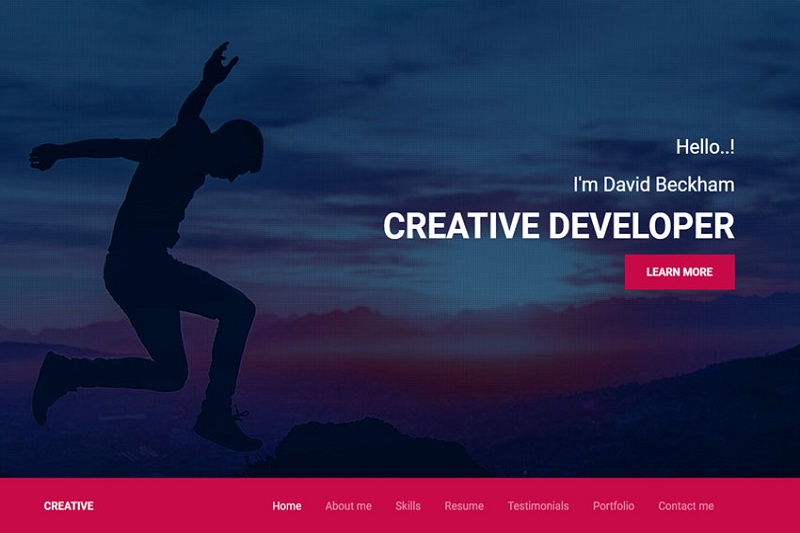 Hello..!
I'm David Beckham
CREATIVE DEVELOPER
LEARN MORE
CREATIVE Home About me Skills Resume Testimonials Portfolio Contact me